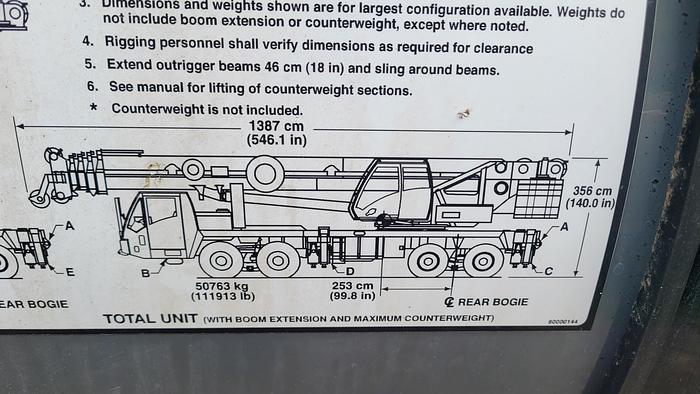 3. Dimensions and weights shown are for largest configuration available. Weights do
not include boom extension or counterweight, except where noted.
4. Rigging personnel shall verify dimensions as required for clearance
5. Extend outrigger beams 46 cm (18 in) and sling around beams.
6. See manual for lifting of counterweight sections.
* Counterweight is not included.
1387 cm
(546.1 in)
356 cm
(140.0 in)
A
A
E
B
D
C
50763 kg
(111913 lb)
253 cm
(99.8 in)
EAR BOGIE
℄ REAR BOGIE
TOTAL UNIT (WITH BOOM EXTENSION AND MAXIMUM COUNTERWEIGHT)
80000144